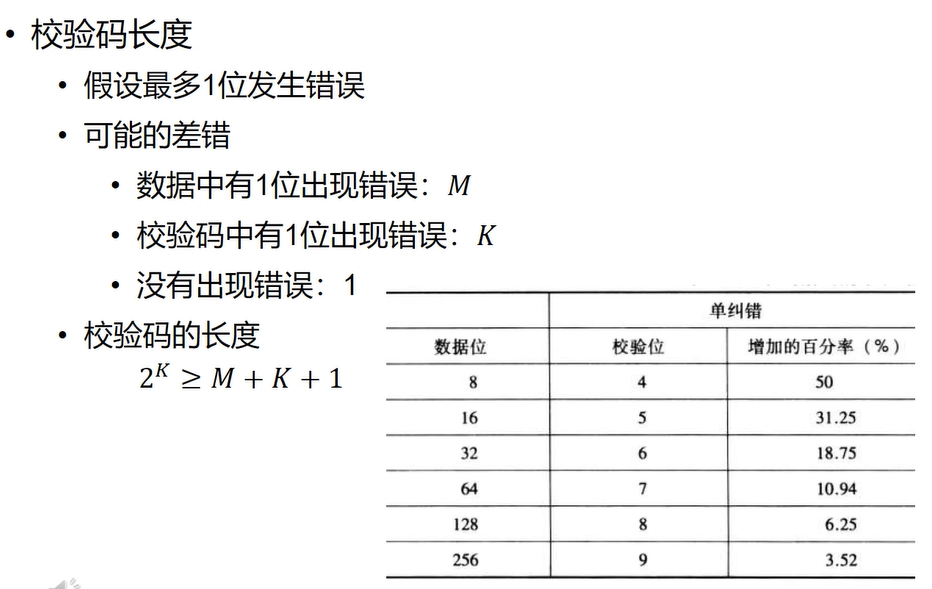 • 校验码长度
• 假设最多1位发生错误
• 可能的差错
• 数据中有1位出现错误：M
• 校验码中有1位出现错误：K
• 没有出现错误：1
• 校验码的长度
2^K ≥ M + K + 1
单纠错
数据位 校验位 增加的百分率（%）
8 4 50
16 5 31.25
32 6 18.75
64 7 10.94
128 8 6.25
256 9 3.52